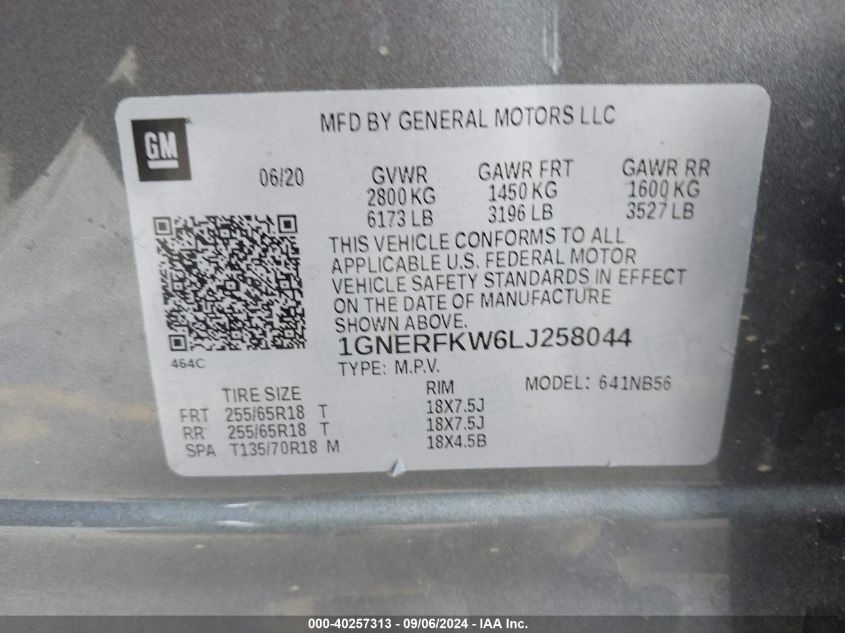 GM
MFD BY GENERAL MOTORS LLC
06/20 GVWR GAWR FRT GAWR RR
2800 KG 1450 KG 1600 KG
6173 LB 3196 LB 3527 LB
THIS VEHICLE CONFORMS TO ALL
APPLICABLE U.S. FEDERAL MOTOR
VEHICLE SAFETY STANDARDS IN EFFECT
ON THE DATE OF MANUFACTURE
SHOWN ABOVE.
1GNERFKW6LJ258044
464C
TYPE: M.P.V.
MODEL: 641NB56
TIRE SIZE RIM
FRT 255/65R18 T 18X7.5J
RR 255/65R18 T 18X7.5J
SPA T135/70R18 M 18X4.5B
000-40257313 - 09/06/2024 - IAA Inc.